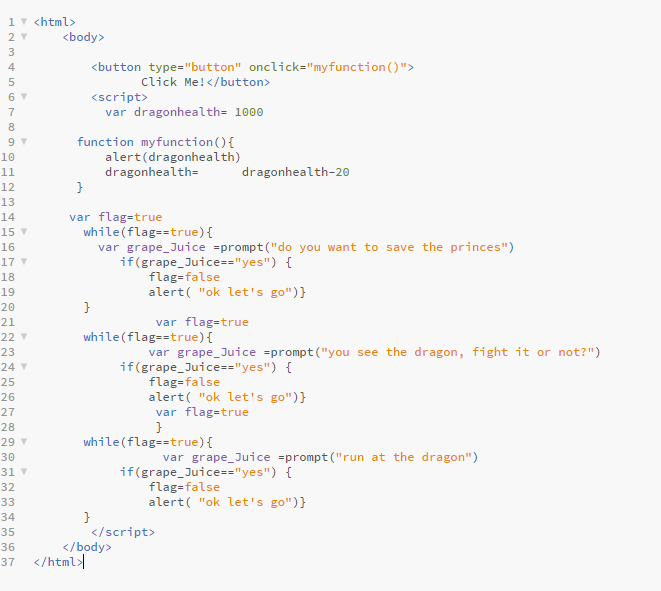 1 <html>
2 <body>
3
4 <button type="button" onclick="myfunction()">
5 Click Me!</button>
6 <script>
7 var dragonhealth= 1000
8
9 function myfunction(){
10 alert(dragonhealth)
11 dragonhealth= dragonhealth-20
12 }
13
14 var flag=true
15 while(flag==true){
16 var grape_Juice =prompt("do you want to save the princes")
17 if(grape_Juice=="yes") {
18 flag=false
19 alert( "ok let's go")}
20 }
21 var flag=true
22 while(flag==true){
23 var grape_Juice =prompt("you see the dragon, fight it or not?")
24 if(grape_Juice=="yes") {
25 flag=false
26 alert( "ok let's go")}
27 var flag=true
28 }
29 while(flag==true){
30 var grape_Juice =prompt("run at the dragon")
31 if(grape_Juice=="yes") {
32 flag=false
33 alert( "ok let's go")}
34 }
35 </script>
36 </body>
37 </html>